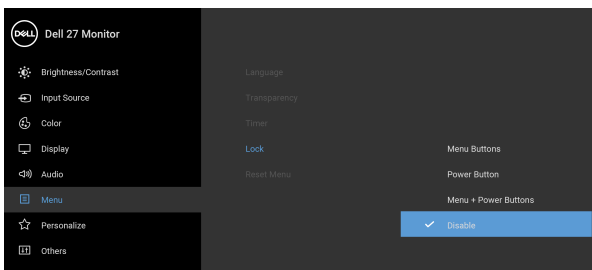 DELL Dell 27 Monitor
Brightness/Contrast
Input Source
Color
Display
Audio
Menu
Personalize
Others
Language
Transparency
Timer
Lock
Reset Menu
Menu Buttons
Power Button
Menu + Power Buttons
Disable